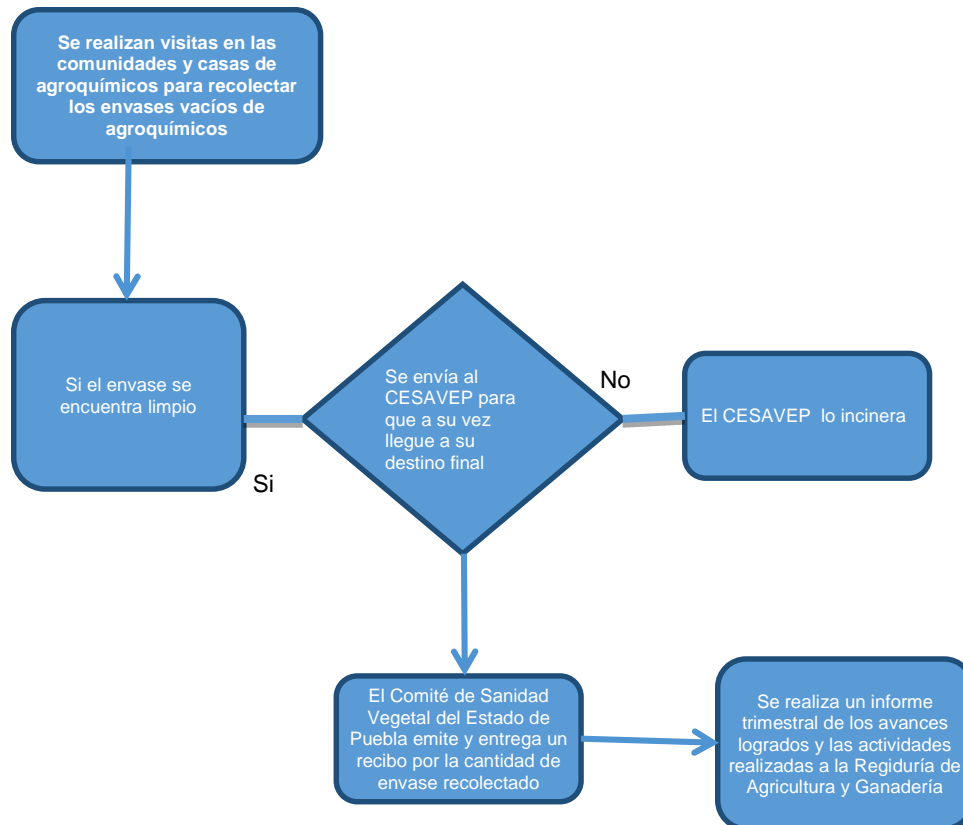 Se realizan visitas en las
comunidades y casas de
agroquímicos para recolectar
los envases vacíos de
agroquímicos
Si el envase se
encuentra limpio
Si
Se envía al
CESAVEP para
que a su vez
llegue a su
destino final
No
El CESAVEP lo incinera
El Comité de Sanidad
Vegetal del Estado de
Puebla emite y entrega un
recibo por la cantidad de
envase recolectado
Se realiza un informe
trimestral de los avances
logrados y las actividades
realizadas a la Regiduría de
Agricultura y Ganadería